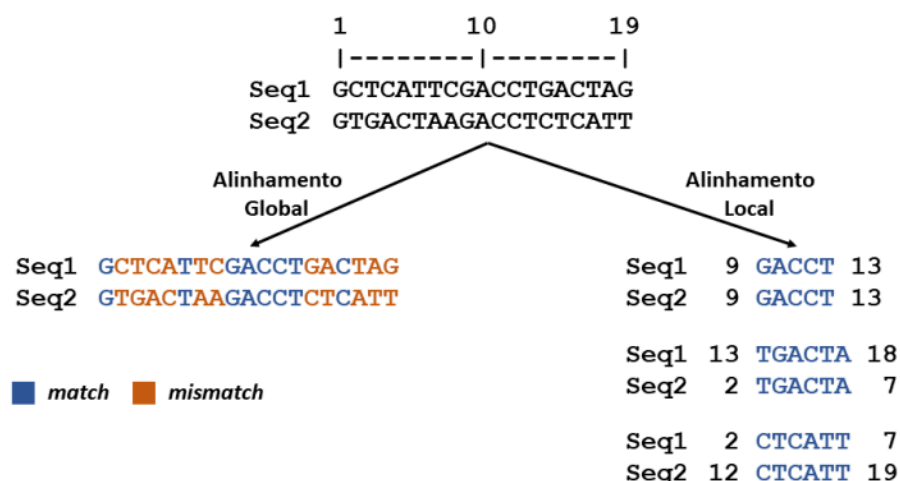 1 10 19
|--------|--------|
Seq1 GCTCATTCGACCTGACTAG
Seq2 GTGACTAAGACCTCTCATT
Alinhamento
Global
Alinhamento
Local
Seq1 GCTCATTCGACCTGACTAG
Seq2 GTGACTAAGACCTCTCATT
match mismatch
Seq1 9 GACCT 13
Seq2 9 GACCT 13
Seq1 13 TGACTA 18
Seq2 2 TGACTA 7
Seq1 2 CTCATT 7
Seq2 12 CTCATT 19